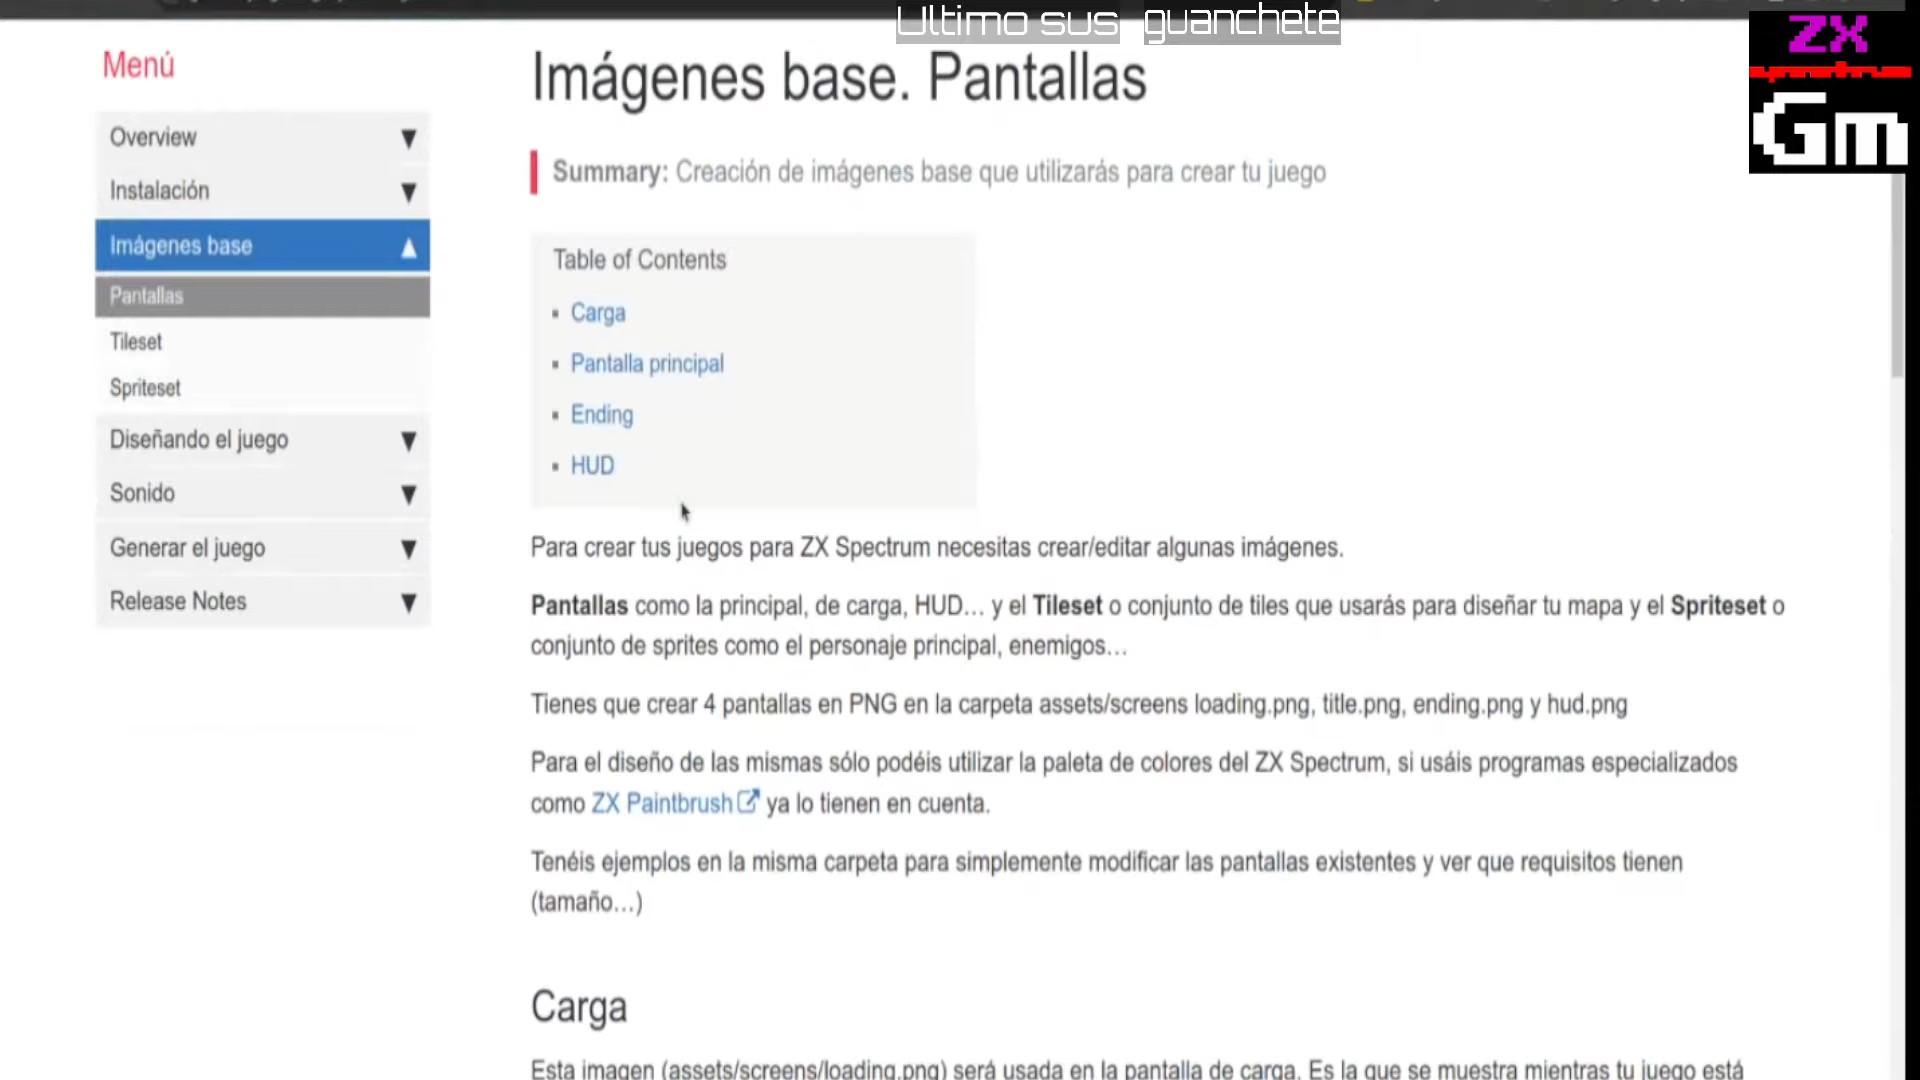 Ultimo sus guanchete
ZX
Gm
Menú
Overview
Instalación
Imágenes base
Pantallas
Tileset
Spriteset
Diseñando el juego
Sonido
Generar el juego
Release Notes
Imágenes base. Pantallas
Summary: Creación de imágenes base que utilizarás para crear tu juego
Table of Contents
Carga
Pantalla principal
Ending
HUD
Para crear tus juegos para ZX Spectrum necesitas crear/editar algunas imágenes.
Pantallas como la principal, de carga, HUD… y el Tileset o conjunto de tiles que usarás para diseñar tu mapa y el Spriteset o
conjunto de sprites como el personaje principal, enemigos…
Tienes que crear 4 pantallas en PNG en la carpeta assets/screens loading.png, title.png, ending.png y hud.png
Para el diseño de las mismas sólo podéis utilizar la paleta de colores del ZX Spectrum, si usáis programas especializados
como ZX Paintbrush ya lo tienen en cuenta.
Tenéis ejemplos en la misma carpeta para simplemente modificar las pantallas existentes y ver que requisitos tienen
(tamaño…)
Carga
Esta imagen (assets/screens/loading.png) será usada en la pantalla de carga. Es la que se muestra mientras tu juego está